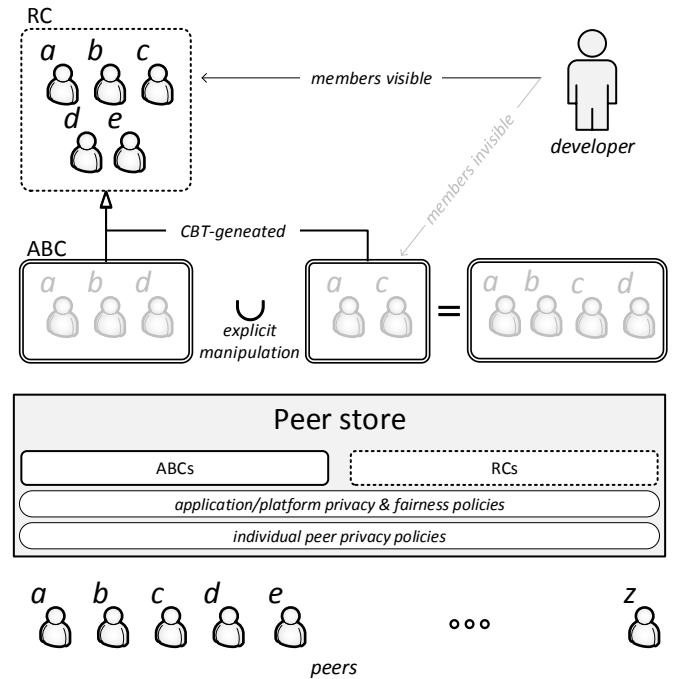 RC
a b c
d e
members visible
developer
members invisible
CBT-geneated
ABC
a b d
∪
explicit
manipulation
a c
=
a b c d
Peer store
ABCs
RCs
application/platform privacy & fairness policies
individual peer privacy policies
a b c d e z
peers